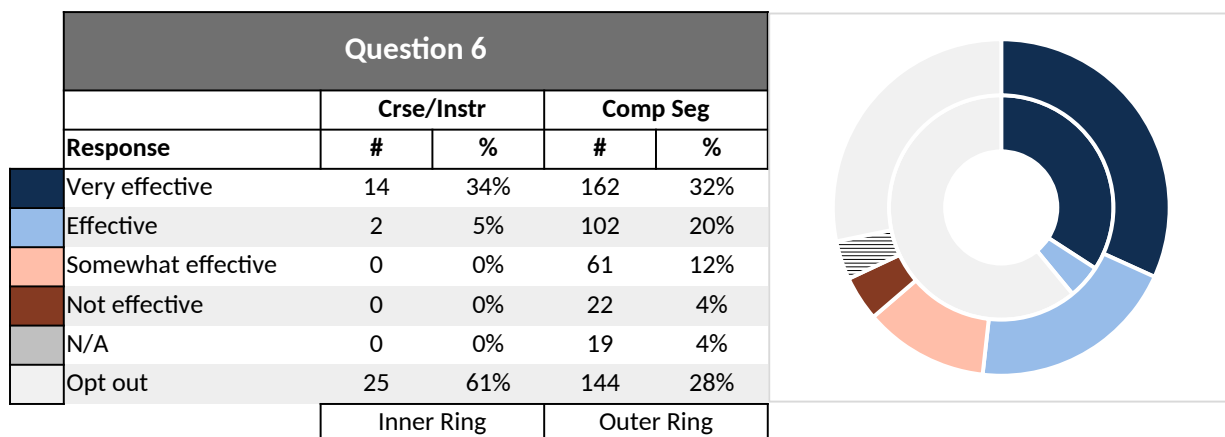 Question 6
Crse/Instr Comp Seg
Response # % # %
Very effective 14 34% 162 32%
Effective 2 5% 102 20%
Somewhat effective 0 0% 61 12%
Not effective 0 0% 22 4%
N/A 0 0% 19 4%
Opt out 25 61% 144 28%
Inner Ring Outer Ring